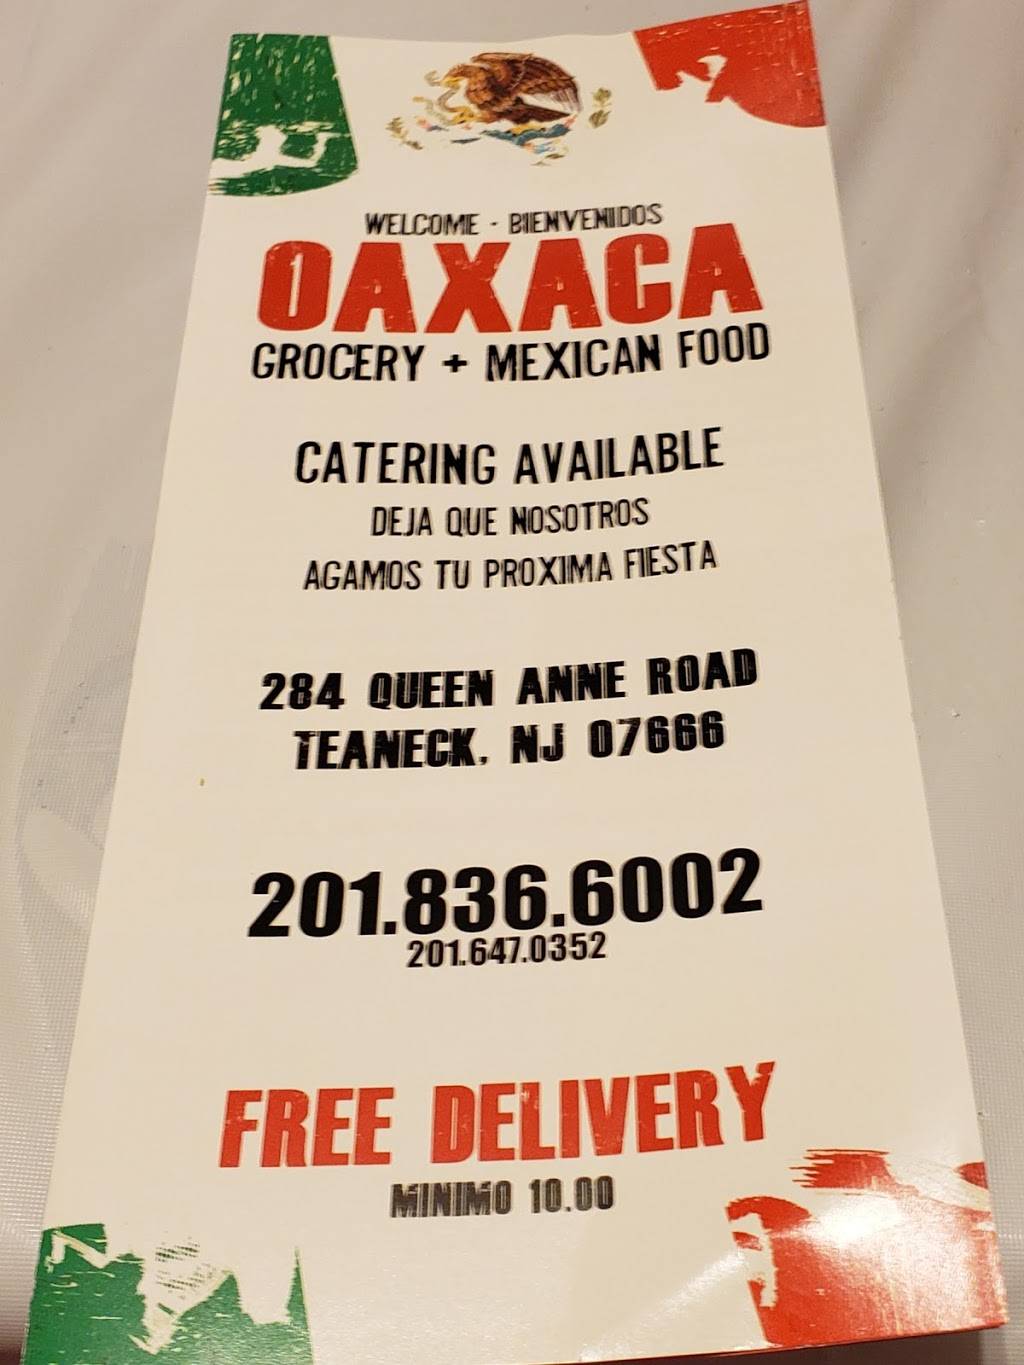 WELCOME - BIENVENIDOS
OAXACA
GROCERY + MEXICAN FOOD
CATERING AVAILABLE
DEJA QUE NOSOTROS
AGAMOS TU PROXIMA FIESTA
284 QUEEN ANNE ROAD
TEANECK, NJ 07666
201.836.6002
201.647.0352
FREE DELIVERY
MINIMO 10.00